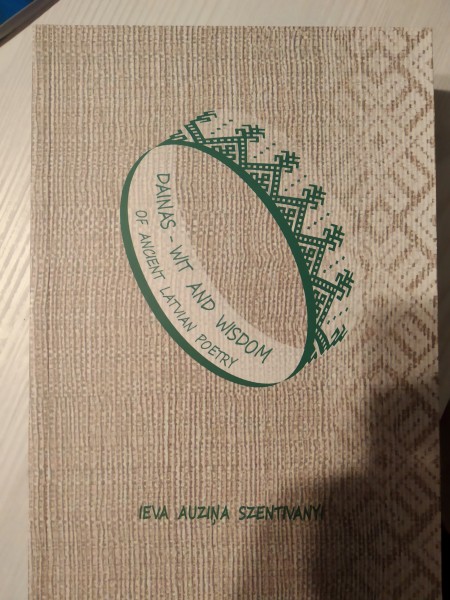 DAINAS - WIT AND WISDOM
OF ANCIENT LATVIAN POETRY
IEVA AUZIŅA SZENTIVANYI